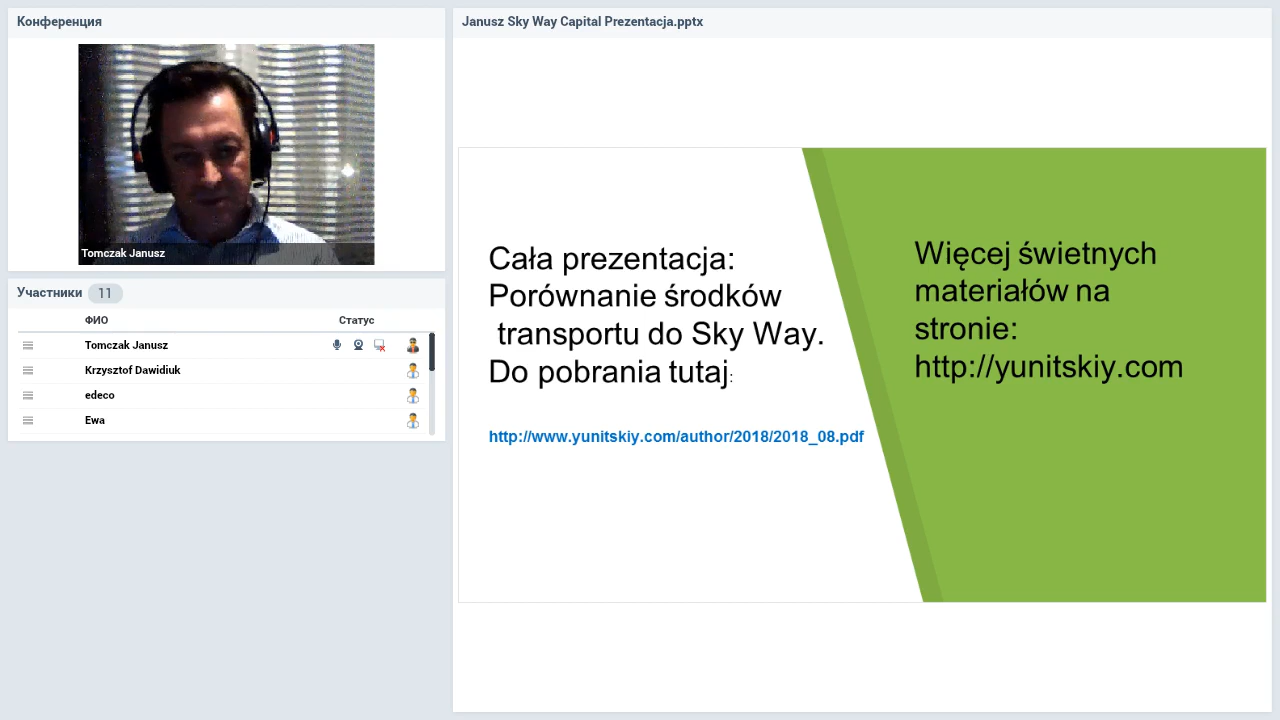 Конференция
Tomczak Janusz
Участники 11
ФИО Статус
Tomczak Janusz
Krzysztof Dawidiuk
edeco
Ewa
Janusz Sky Way Capital Prezentacja.pptx
Cała prezentacja:
Porównanie środków
transportu do Sky Way.
Do pobrania tutaj:
http://www.yunitskiy.com/author/2018/2018_08.pdf
Więcej świetnych
materiałów na
stronie:
http://yunitskiy.com